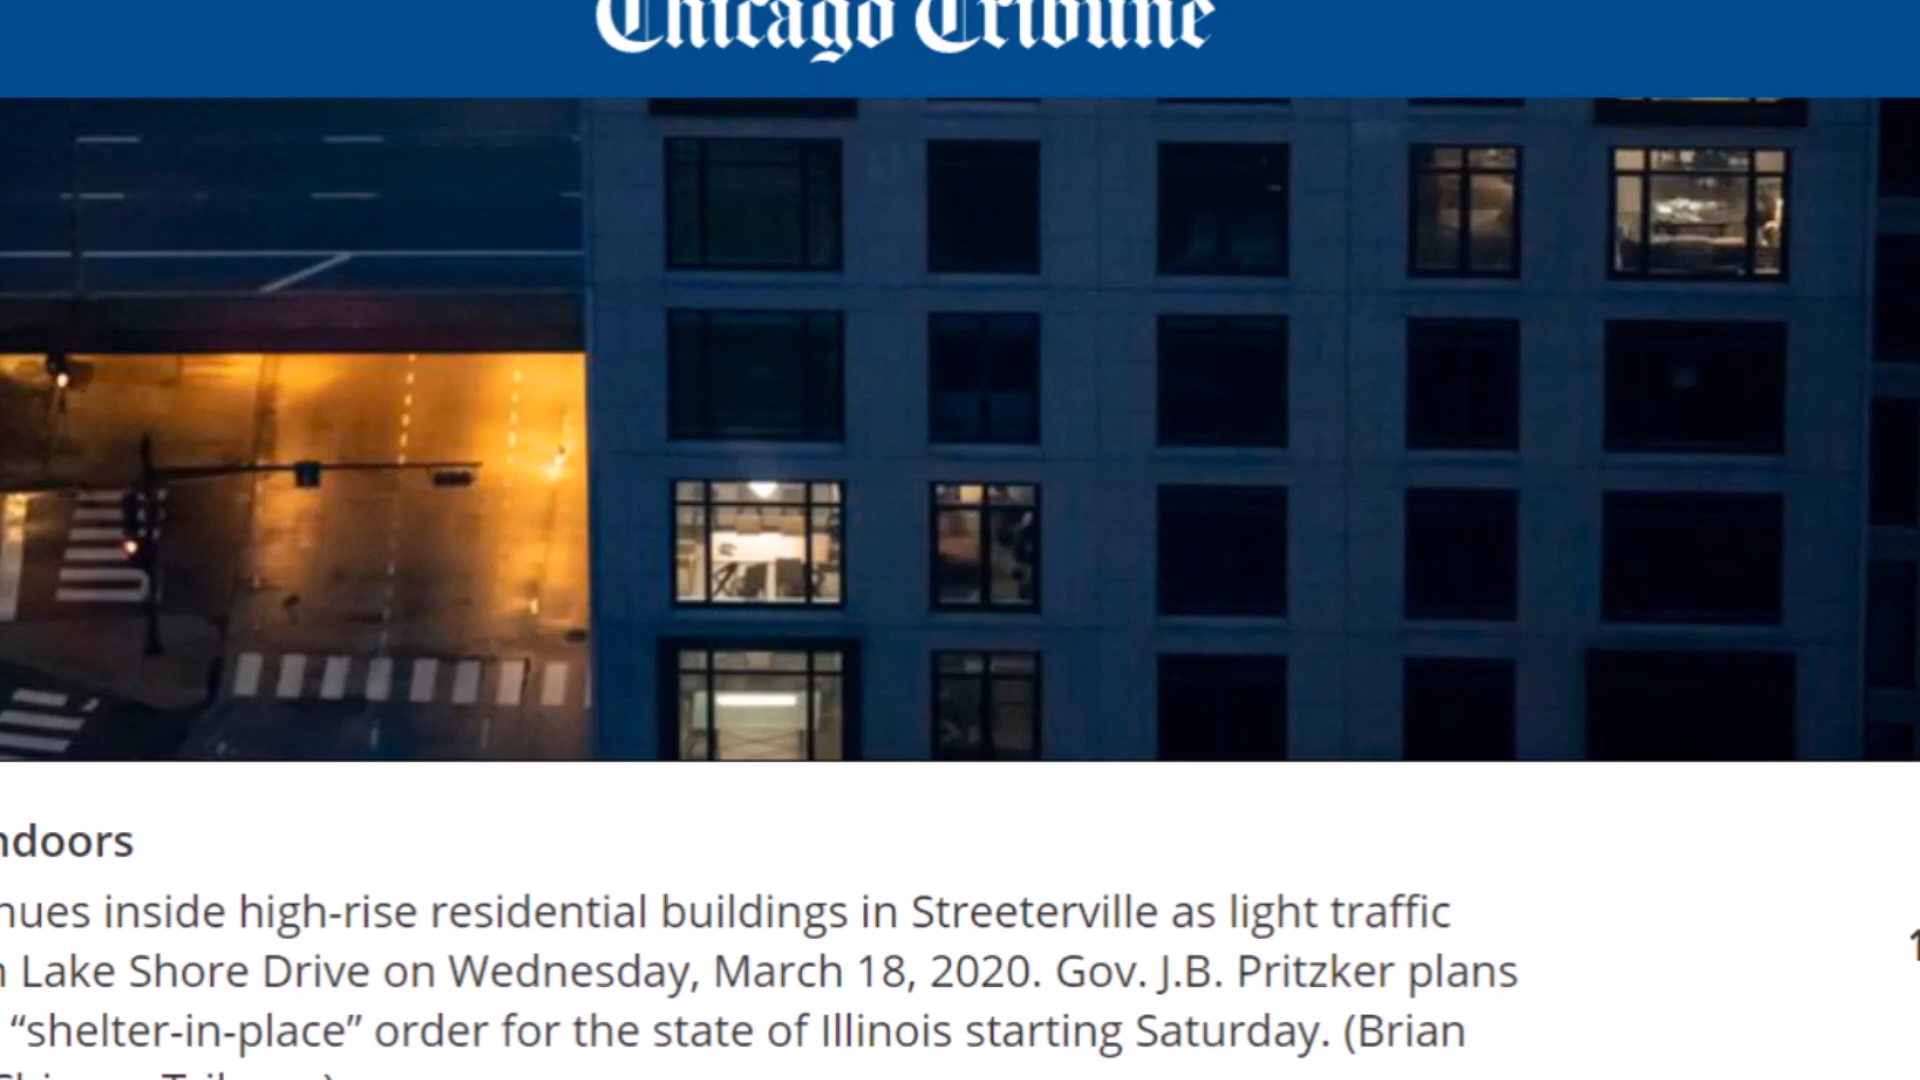 Chicago Tribune
ndoors
nues inside high-rise residential buildings in Streeterville as light traffic
n Lake Shore Drive on Wednesday, March 18, 2020. Gov. J.B. Pritzker plans
“shelter-in-place” order for the state of Illinois starting Saturday. (Brian